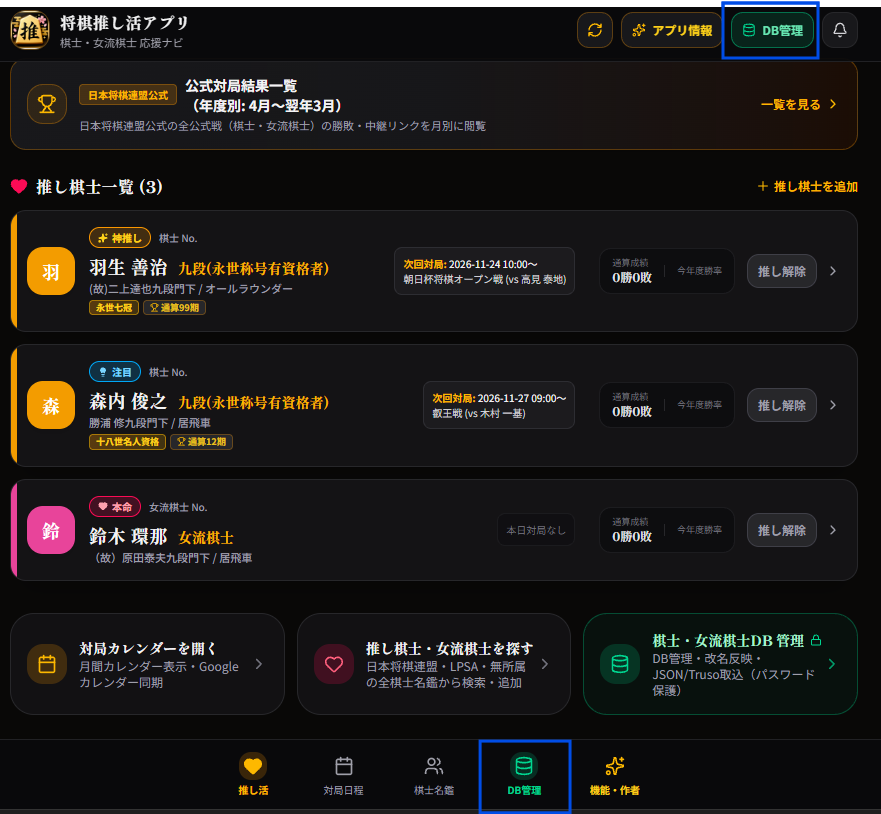 推
将棋推し活アプリ
棋士・女流棋士 応援ナビ
アプリ情報
DB管理
日本将棋連盟公式
公式対局結果一覧
（年度別: 4月〜翌年3月）
日本将棋連盟公式の全公式戦（棋士・女流棋士）の勝敗・中継リンクを月別に閲覧
一覧を見る
推し棋士一覧 (3)
推し棋士を追加
神推し 棋士 No.
羽
羽生 善治 九段(永世称号有資格者)
(故)二上達也九段門下 / オールラウンダー
永世七冠 通算99期
次回対局: 2026-11-24 10:00〜
朝日杯将棋オープン戦 (vs 高見 泰地)
通算成績
0勝0敗
今年度勝率
推し解除
注目 棋士 No.
森
森内 俊之 九段(永世称号有資格者)
勝浦 修九段門下 / 居飛車
十八世名人資格 通算12期
次回対局: 2026-11-27 09:00〜
叡王戦 (vs 木村 一基)
通算成績
0勝0敗
今年度勝率
推し解除
本命 女流棋士 No.
鈴
鈴木 環那 女流棋士
（故）原田泰夫九段門下 / 居飛車
本日対局なし
通算成績
0勝0敗
今年度勝率
推し解除
対局カレンダーを開く
月間カレンダー表示・Google
カレンダー同期
推し棋士・女流棋士を探す
日本将棋連盟・LPSA・無所属
の全棋士名鑑から検索・追加
棋士・女流棋士DB 管理
DB管理・改名反映・
JSON/Truso取込（パスワード
保護）
推し活
対局日程
棋士名鑑
DB管理
機能・作者